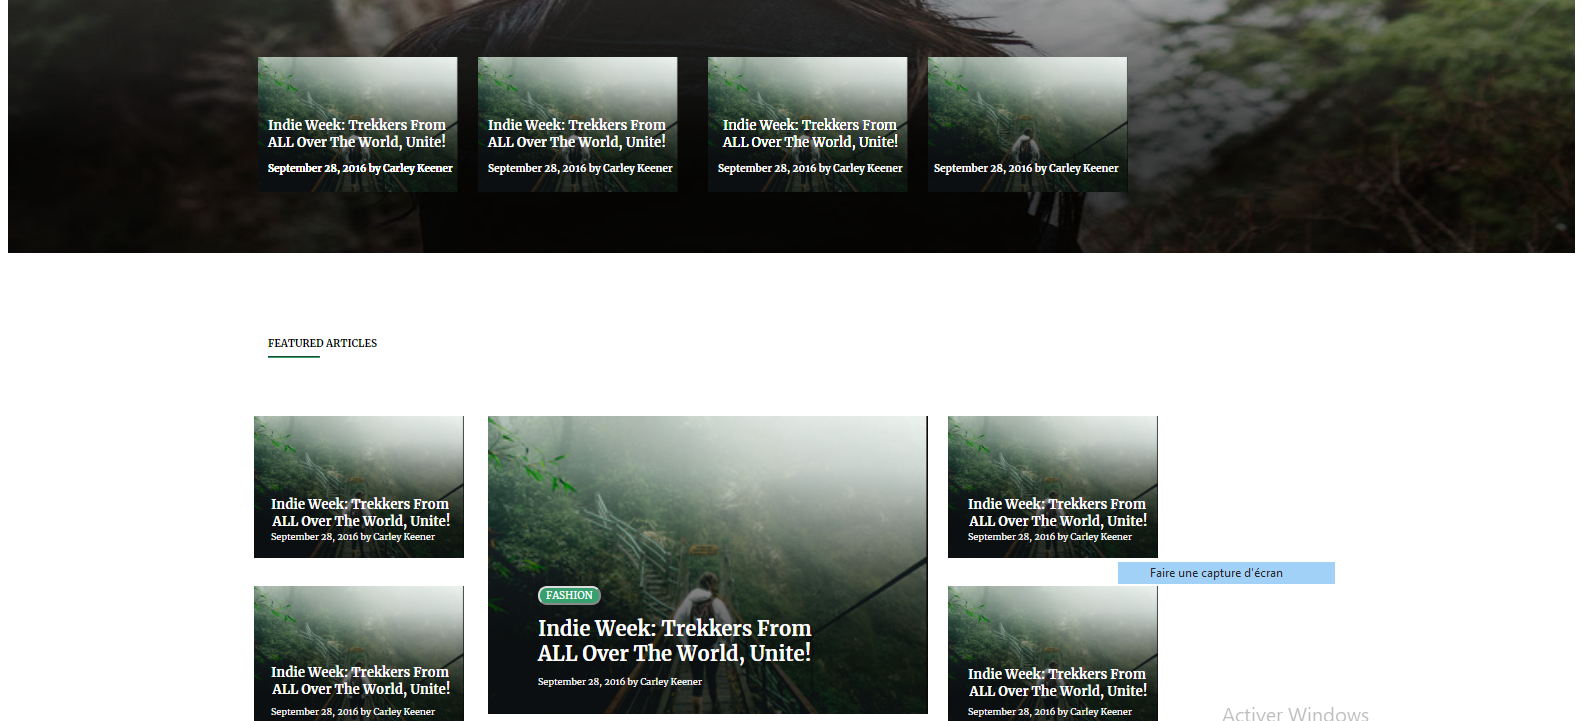 Indie Week: Trekkers From
ALL Over The World, Unite!
September 28, 2016 by Carley Keener
Indie Week: Trekkers From
ALL Over The World, Unite!
September 28, 2016 by Carley Keener
Indie Week: Trekkers From
ALL Over The World, Unite!
September 28, 2016 by Carley Keener
September 28, 2016 by Carley Keener
FEATURED ARTICLES
Indie Week: Trekkers From
ALL Over The World, Unite!
September 28, 2016 by Carley Keener
Indie Week: Trekkers From
ALL Over The World, Unite!
September 28, 2016 by Carley Keener
FASHION
Indie Week: Trekkers From
ALL Over The World, Unite!
September 28, 2016 by Carley Keener
Indie Week: Trekkers From
ALL Over The World, Unite!
September 28, 2016 by Carley Keener
Faire une capture d'écran
Indie Week: Trekkers From
ALL Over The World, Unite!
September 28, 2016 by Carley Keener
Activer Windows